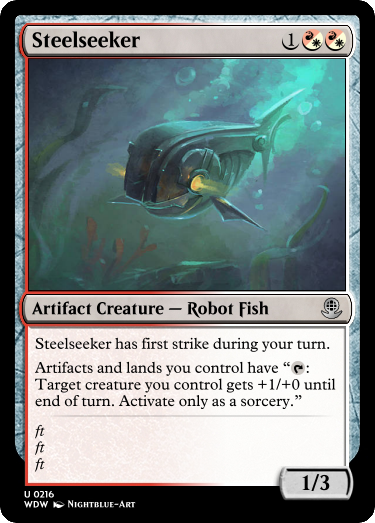 Steelseeker 1
Artifact Creature — Robot Fish
Steelseeker has first strike during your turn.
Artifacts and lands you control have “:
Target creature you control gets +1/+0 until
end of turn. Activate only as a sorcery.”
ft
ft
ft
1/3
U 0216
WDW Nightblue-Art